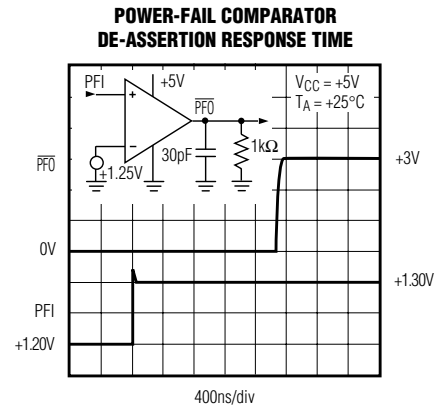 POWER-FAIL COMPARATOR
DE-ASSERTION RESPONSE TIME
PFI
+5V
VCC = +5V
TA = +25°C
+
PFO
−
30pF
1kΩ
+1.25V
PFO
+3V
0V
+1.30V
PFI
+1.20V
400ns/div